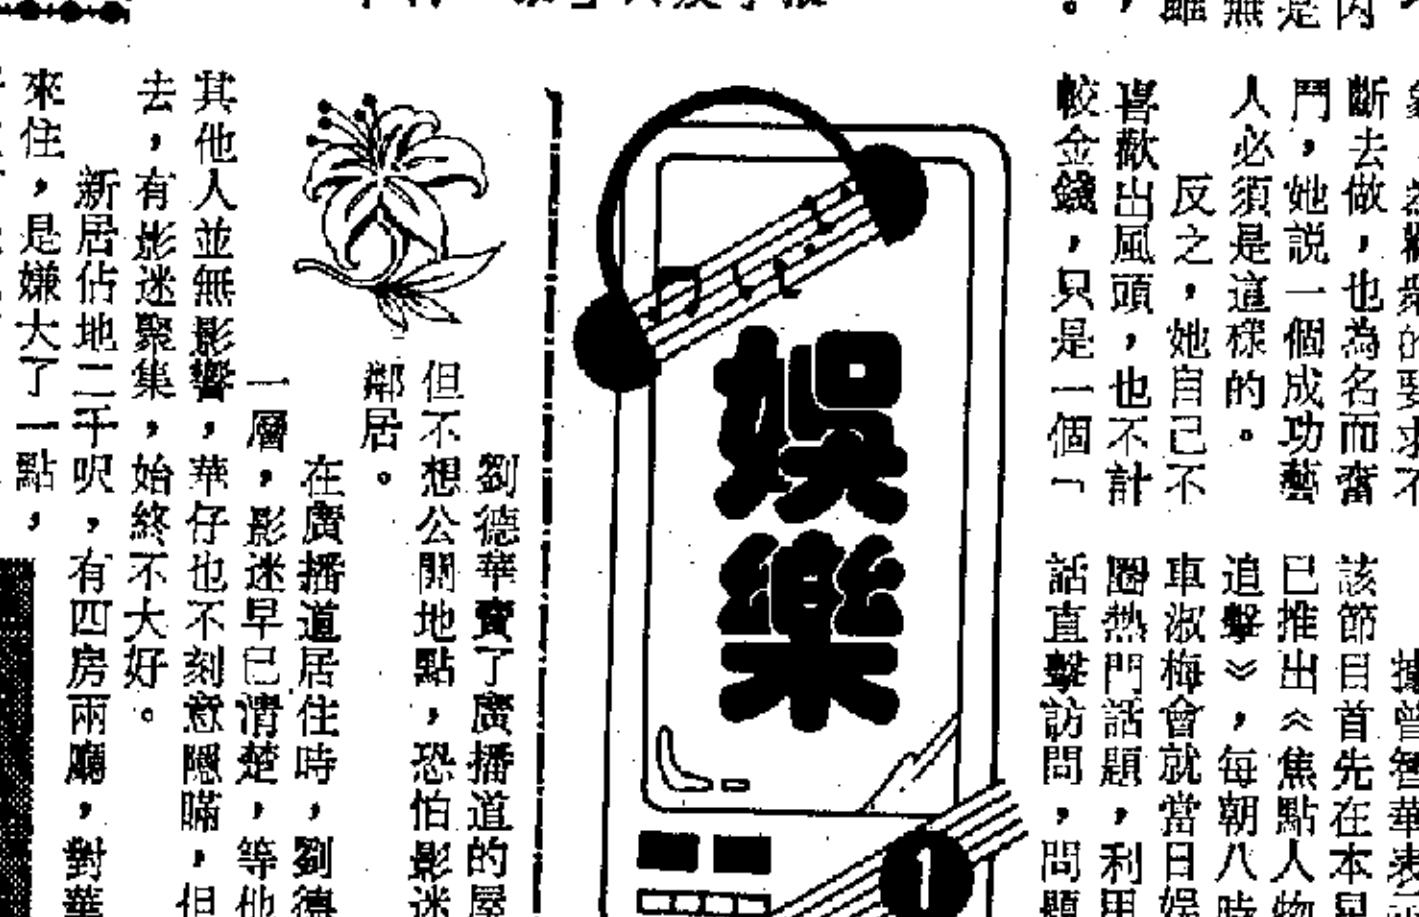 斷去做，也為名而奮
鬥，她説一個成功藝
人必須是這樣的。
反之，她自己不
喜歡出風頭，也不計
較金錢，只是一個「
據曾智華表示
該節目首先在本
已推出《焦點人物
追擊》，每朝八時
車淑梅會就當日娛
圈熱門話題，利用
話直擊訪問，問題
娛樂
1
劉德華賣了廣播道的屋
但不想公開地點，恐怕影迷
鄰居。
在廣播道居住時，劉德
一層，影迷早已清楚，等他
其他人並無影響，華仔也不刻意隱瞞，但
去，有影迷聚集，始終不大好。
新居佔地二千呎，有四房兩廳，對華
來住，是嫌大了一點，